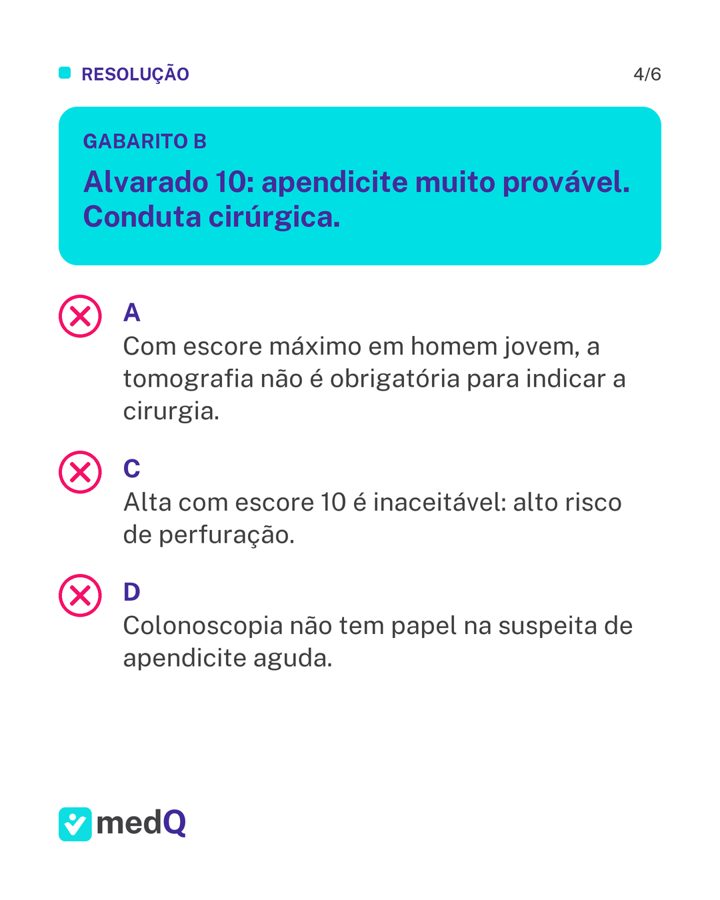 RESOLUÇÃO
4/6
GABARITO B
Alvarado 10: apendicite muito provável.
Conduta cirúrgica.
A
Com escore máximo em homem jovem, a
tomografia não é obrigatória para indicar a
cirurgia.
C
Alta com escore 10 é inaceitável: alto risco
de perfuração.
D
Colonoscopia não tem papel na suspeita de
apendicite aguda.
medQ